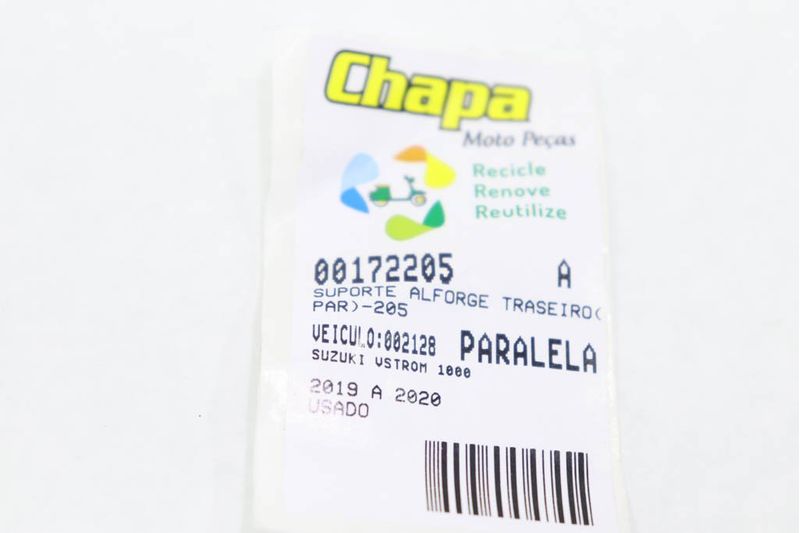 Chapa
Moto Peças
Recicle
Renove
Reutilize
00172205 A
SUPORTE ALFORGE TRASEIRO(
PAR)-205
VEICULO:002128 PARALELA
SUZUKI VSTROM 1000
2019 A 2020
USADO